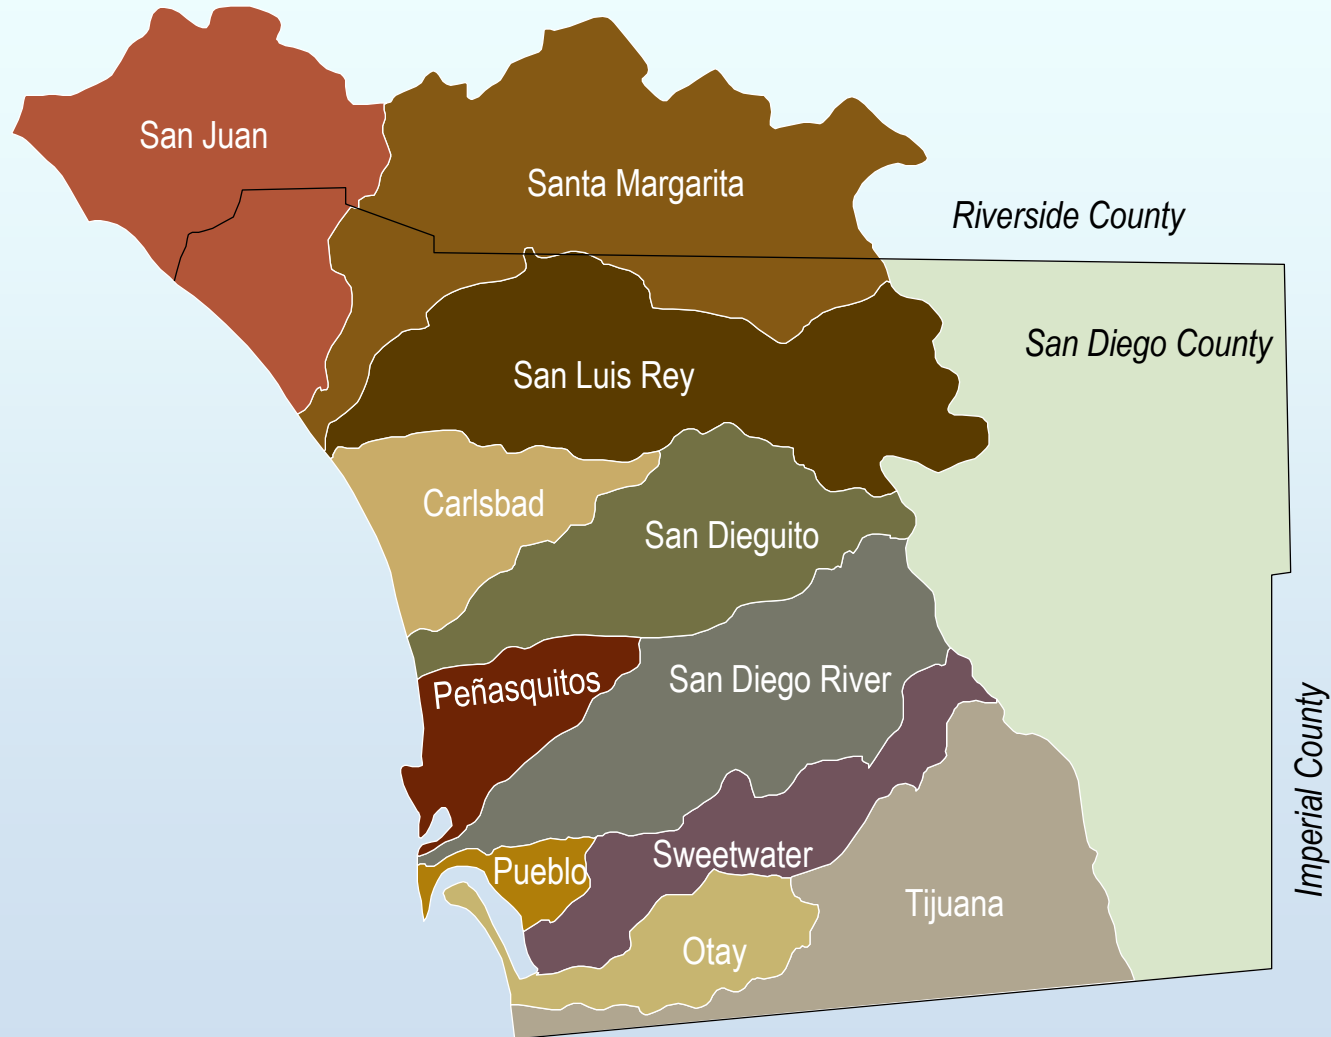 San Juan
Santa Margarita
Riverside County
San Diego County
San Luis Rey
Carlsbad
San Dieguito
Peñasquitos
San Diego River
Imperial County
Pueblo
Sweetwater
Tijuana
Otay